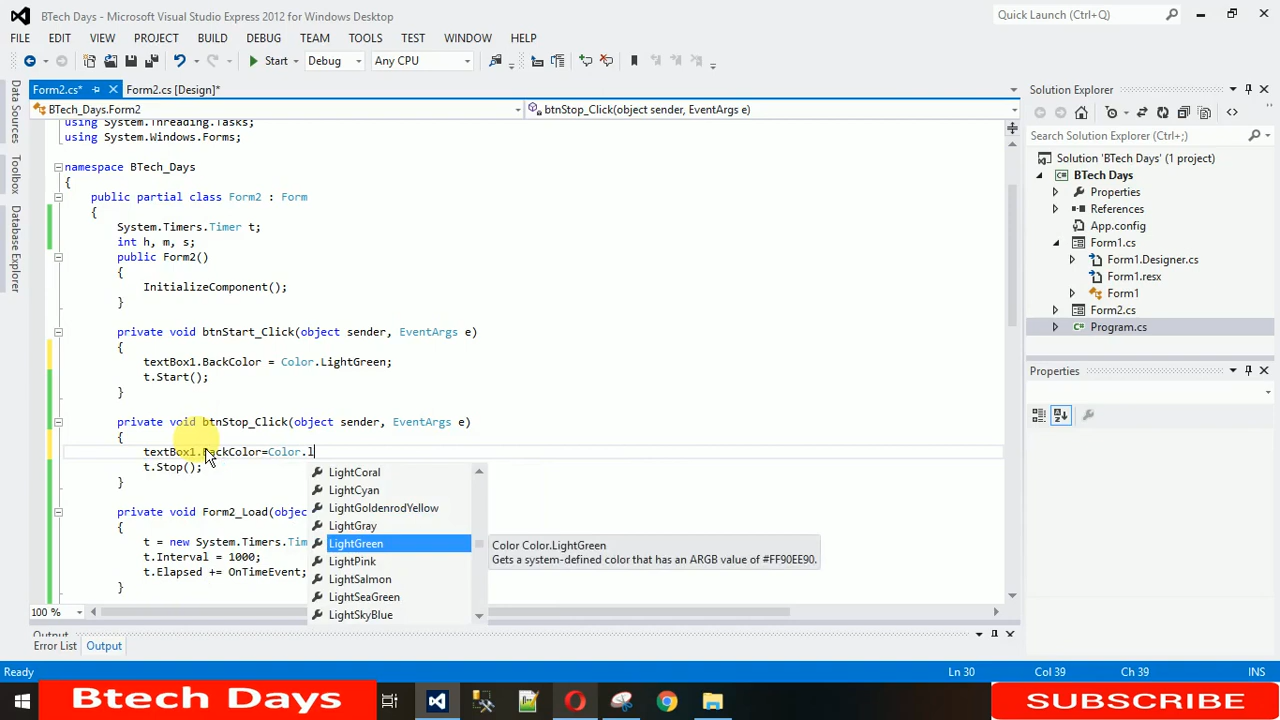 BTech Days - Microsoft Visual Studio Express 2012 for Windows Desktop
Quick Launch (Ctrl+Q)
FILE EDIT VIEW PROJECT BUILD DEBUG TEAM TOOLS TEST WINDOW HELP
Start Debug Any CPU
Data Sources
Toolbox
Database Explorer
Form2.cs* Form2.cs [Design]*
BTech_Days.Form2 btnStop_Click(object sender, EventArgs e)
using System.Threading.Tasks;
using System.Windows.Forms;
namespace BTech_Days
{
public partial class Form2 : Form
{
System.Timers.Timer t;
int h, m, s;
public Form2()
{
InitializeComponent();
}
private void btnStart_Click(object sender, EventArgs e)
{
textBox1.BackColor = Color.LightGreen;
t.Start();
}
private void btnStop_Click(object sender, EventArgs e)
{
textBox1.BackColor=Color.l
t.Stop();
}
private void Form2_Load(obje
{
t = new System.Timers.Tim
t.Interval = 1000;
t.Elapsed += OnTimeEvent;
}
LightCoral
LightCyan
LightGoldenrodYellow
LightGray
LightGreen
LightPink
LightSalmon
LightSeaGreen
LightSkyBlue
Color Color.LightGreen
Gets a system-defined color that has an ARGB value of #FF90EE90.
100 %
Output
Error List Output
Solution Explorer
Search Solution Explorer (Ctrl+;)
Solution 'BTech Days' (1 project)
BTech Days
Properties
References
App.config
Form1.cs
Form1.Designer.cs
Form1.resx
Form1
Form2.cs
Program.cs
Properties
Ready Ln 30 Col 39 Ch 39 INS
Btech Days
SUBSCRIBE